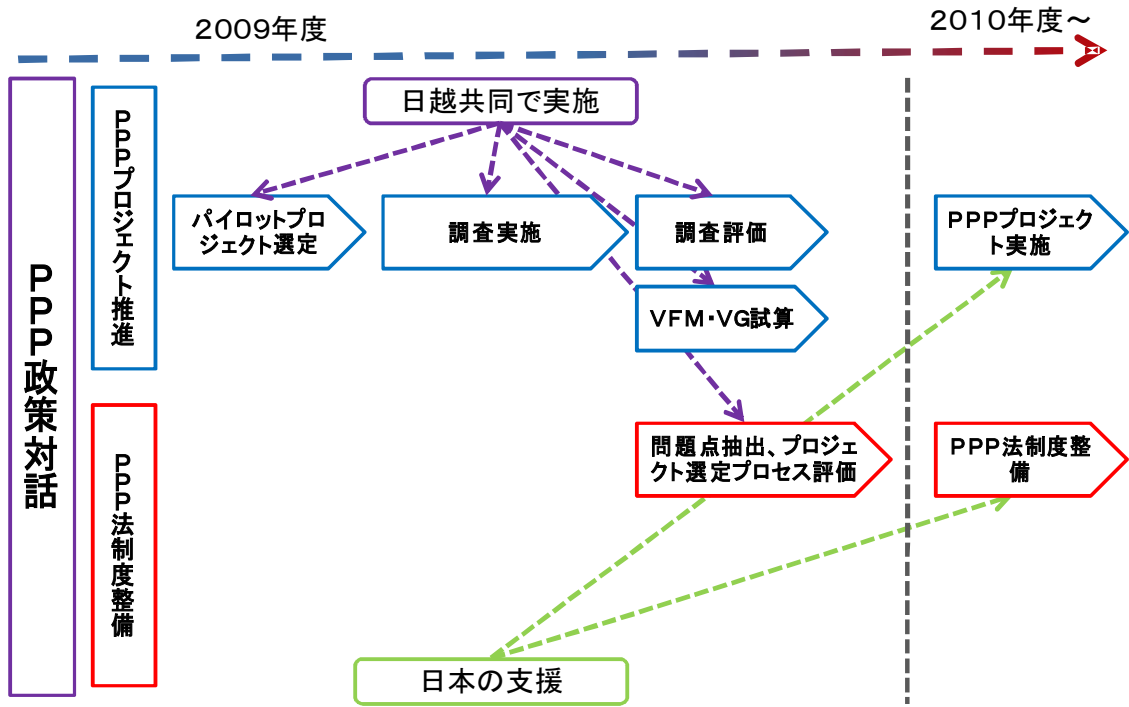 2009年度
2010年度～
PPP政策対話
PPPプロジェクト推進
日越共同で実施
パイロットプロ
ジェクト選定
調査実施
調査評価
PPPプロジェク
ト実施
VFM・VG試算
PPP法制度整備
問題点抽出、プロジェ
クト選定プロセス評価
PPP法制度整
備
日本の支援